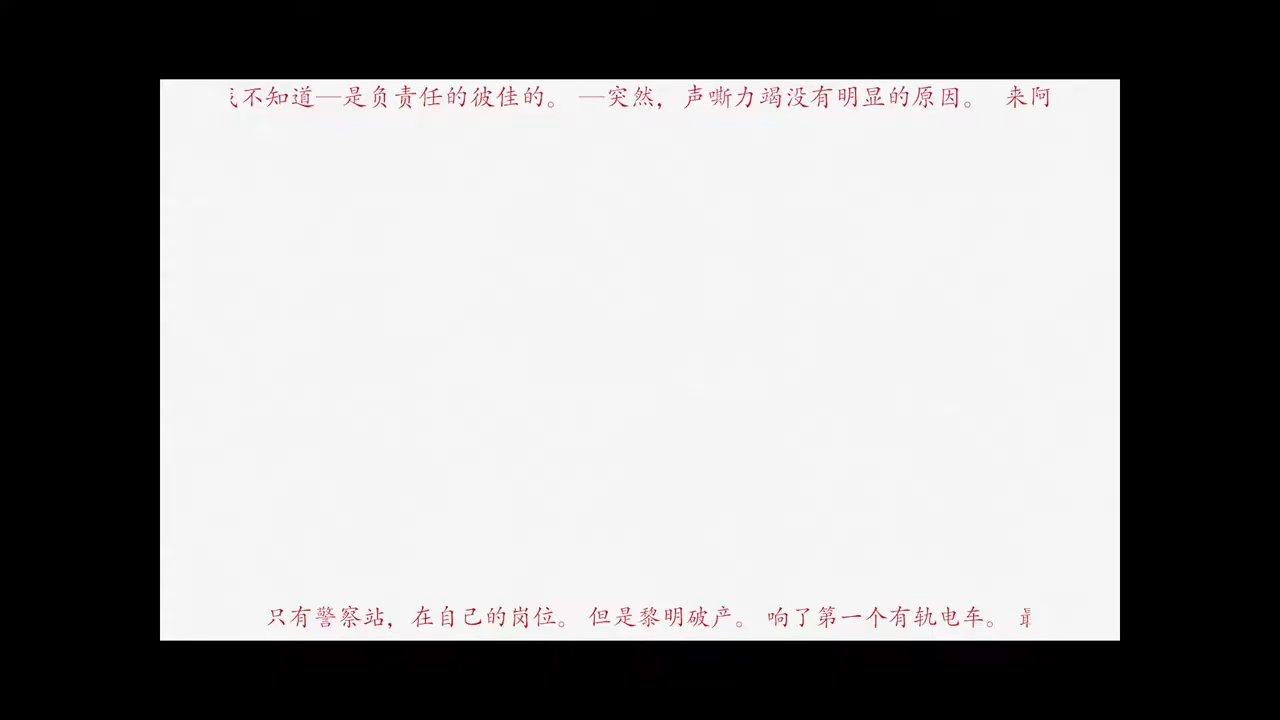 不知道—是负责任的彼佳的。 —突然，声嘶力竭没有明显的原因。 来阿
只有警察站，在自己的岗位。 但是黎明破产。 响了第一个有轨电车。